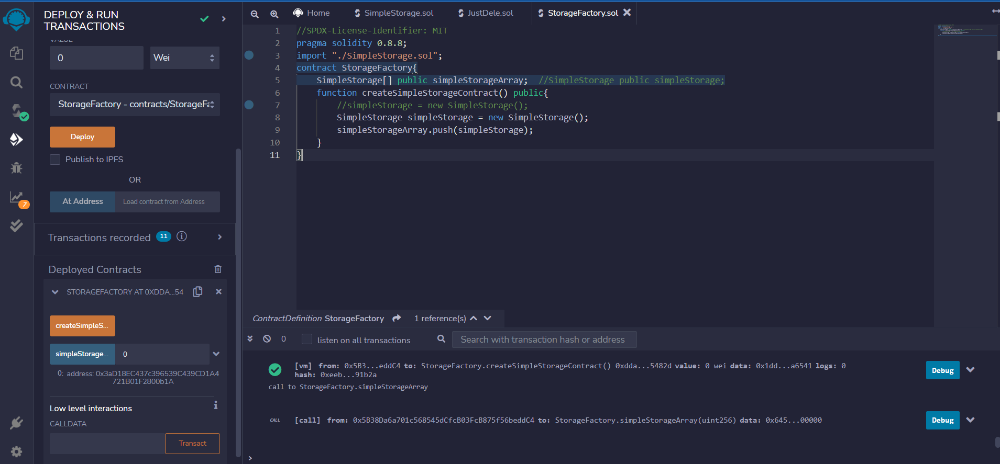 DEPLOY & RUN
TRANSACTIONS
VALUE
0
Wei
CONTRACT
StorageFactory - contracts/StorageFa
Deploy
Publish to IPFS
OR
At Address
Load contract from Address
Transactions recorded 11 i
Deployed Contracts
STORAGEFACTORY AT 0XDDA...54
createSimpleS...
simpleStorage...
0
0: address: 0x3aD18EC437c396539C439CD1A4
721B01F2800b1A
Low level interactions
i
CALLDATA
Transact
7
Home
SimpleStorage.sol
JustDele.sol
StorageFactory.sol
1 //SPDX-License-Identifier: MIT
2 pragma solidity 0.8.8;
3 import "./SimpleStorage.sol";
4 contract StorageFactory{
5 SimpleStorage[] public simpleStorageArray; //SimpleStorage public simpleStorage;
6 function createSimpleStorageContract() public{
7 //simpleStorage = new SimpleStorage();
8 SimpleStorage simpleStorage = new SimpleStorage();
9 simpleStorageArray.push(simpleStorage);
10 }
11 }
ContractDefinition StorageFactory 1 reference(s)
0
listen on all transactions
Search with transaction hash or address
[vm] from: 0x5B3...eddC4 to: StorageFactory.createSimpleStorageContract() 0xdda...5482d value: 0 wei data: 0x1dd...a6541 logs: 0
hash: 0xeeb...91b2a
Debug
call to StorageFactory.simpleStorageArray
CALL
[call] from: 0x5B38Da6a701c568545dCfcB03FcB875f56beddC4 to: StorageFactory.simpleStorageArray(uint256) data: 0x645...00000
Debug
>